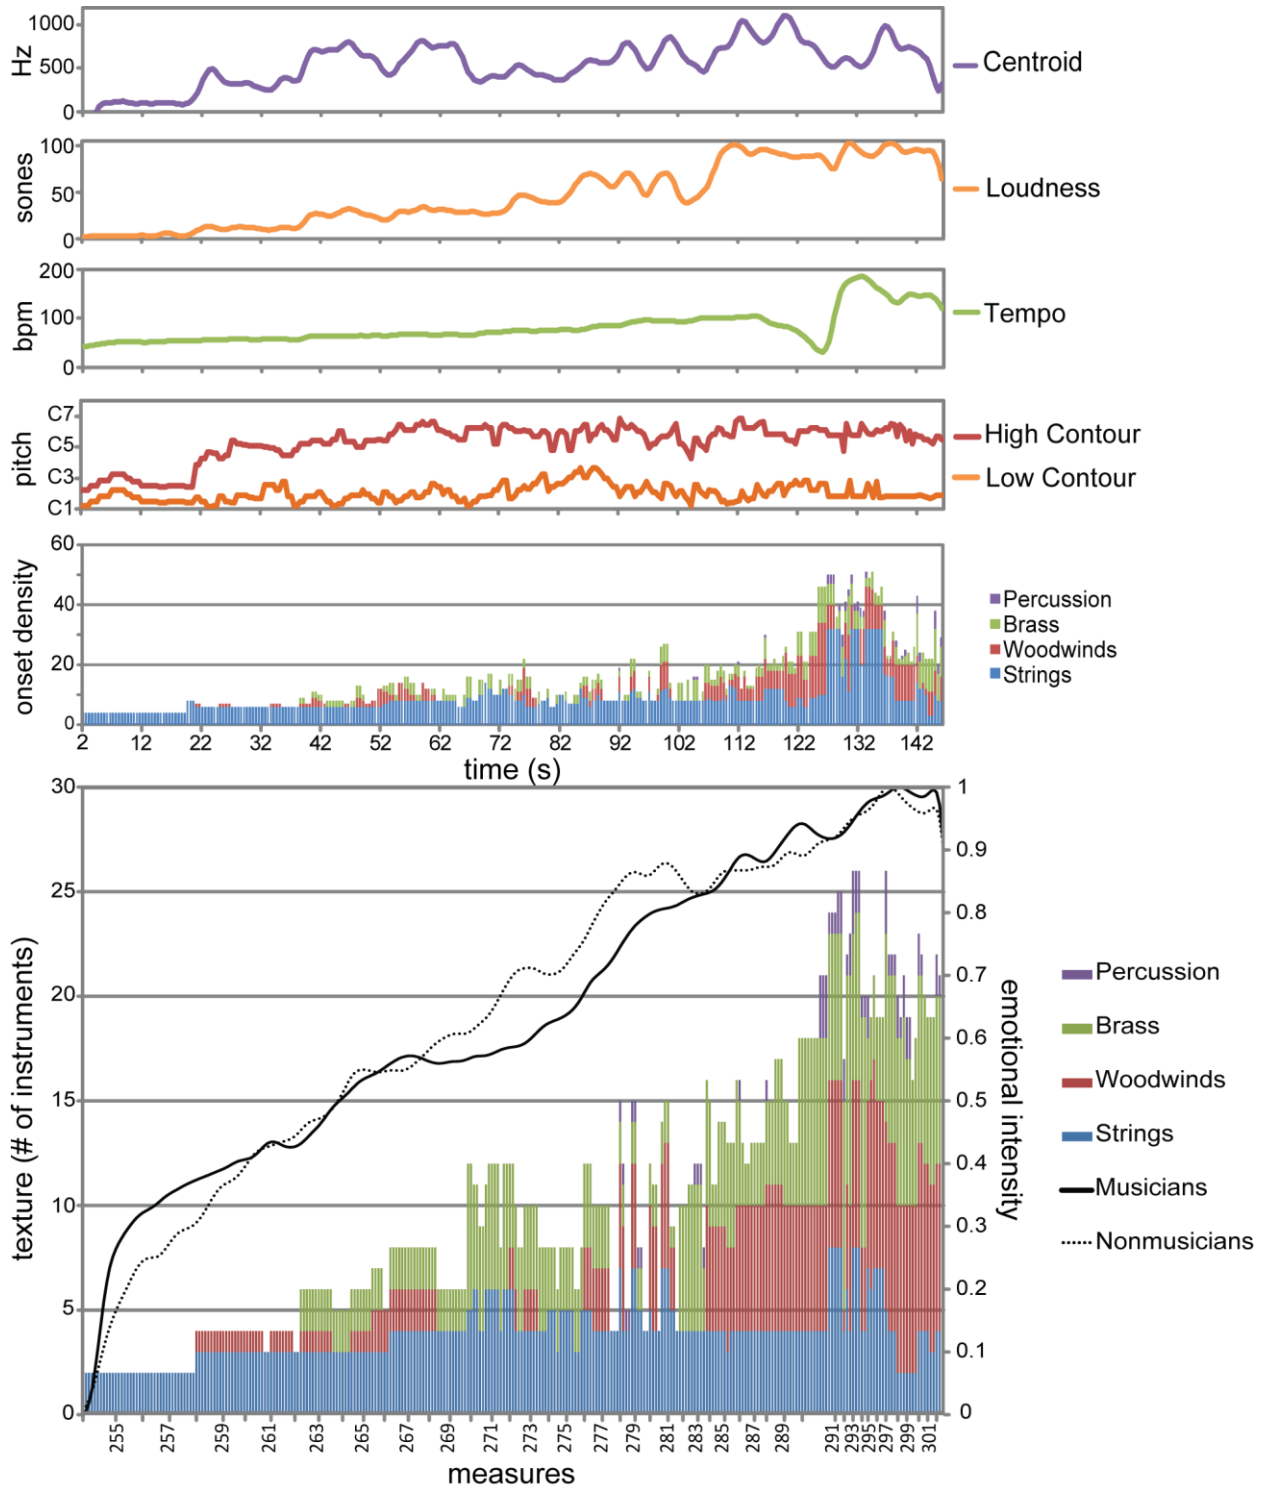 1000
500
0
Hz
Centroid
100
50
0
sones
Loudness
200
100
0
bpm
Tempo
C7
C5
C3
C1
pitch
High Contour
Low Contour
60
40
20
0
onset density
Percussion
Brass
Woodwinds
Strings
2 12 22 32 42 52 62 72 82 92 102 112 122 132 142
time (s)
30
25
20
15
10
5
0
texture (# of instruments)
1
0.9
0.8
0.7
0.6
0.5
0.4
0.3
0.2
0.1
0
emotional intensity
Percussion
Brass
Woodwinds
Strings
Musicians
Nonmusicians
255 257 259 261 263 265 267 269 271 273 275 277 279 281 283 285 287 289 291 293 295 297 299 301
measures